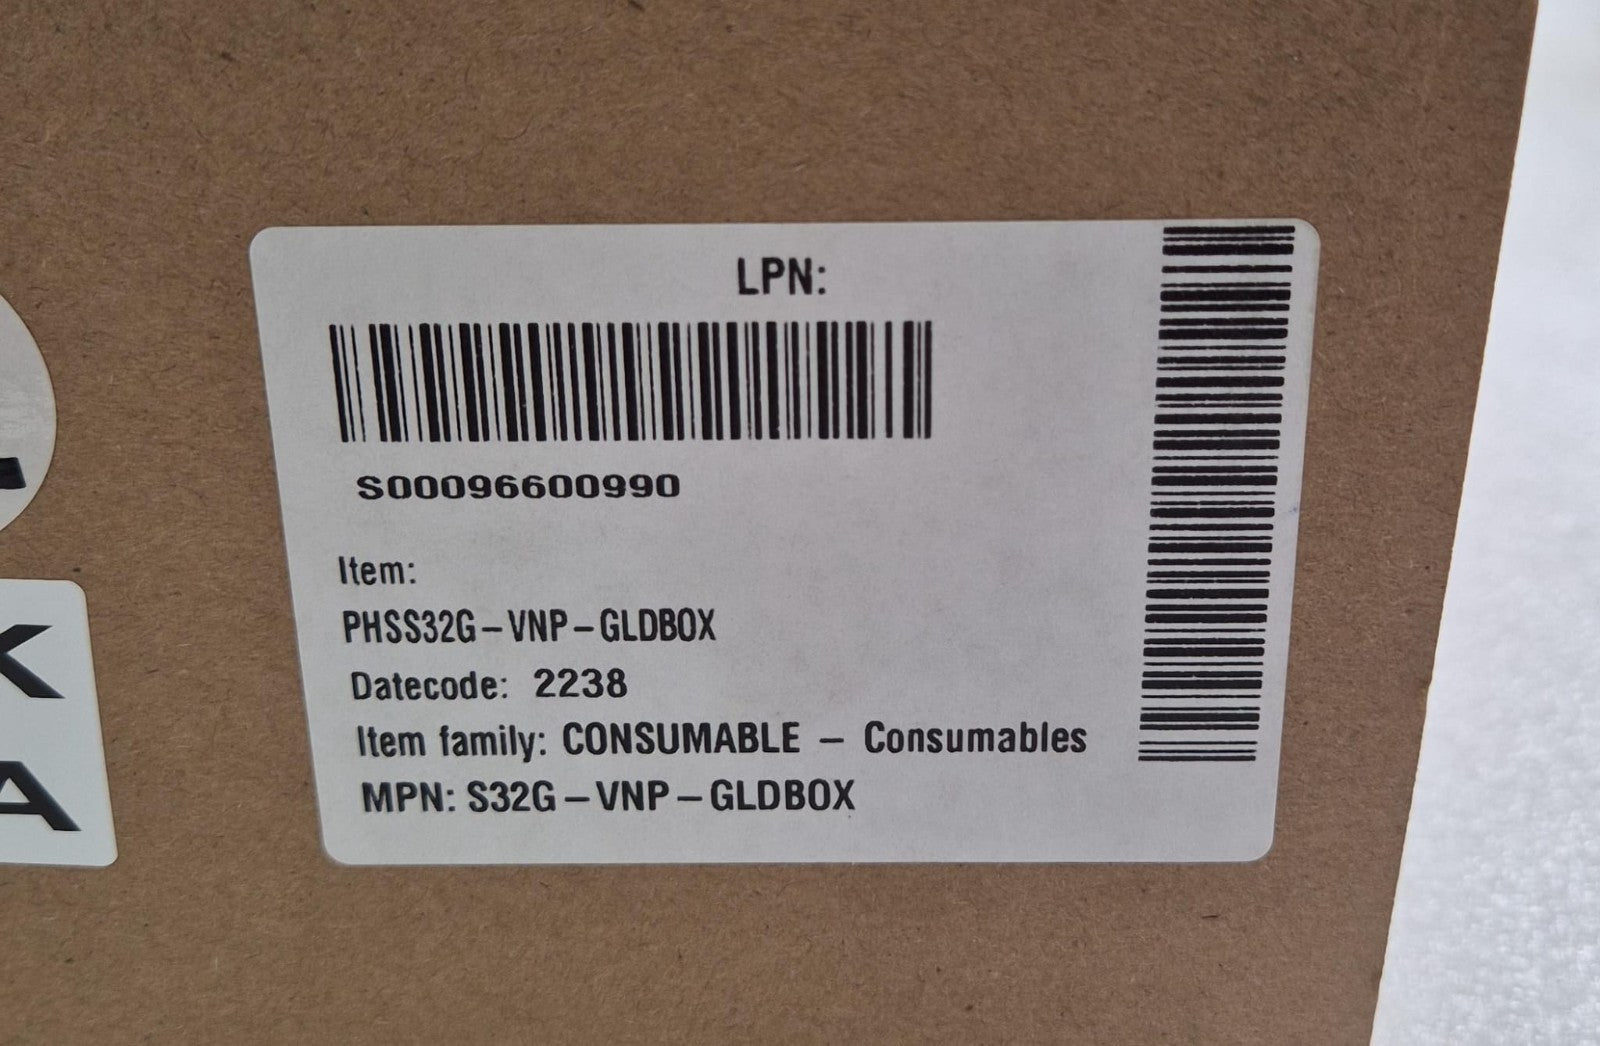 LPN:
S00096600990
Item:
PHSS32G-VNP-GLDBOX
Datecode: 2238
Item family: CONSUMABLE - Consumables
MPN: S32G-VNP-GLDBOX
K
A